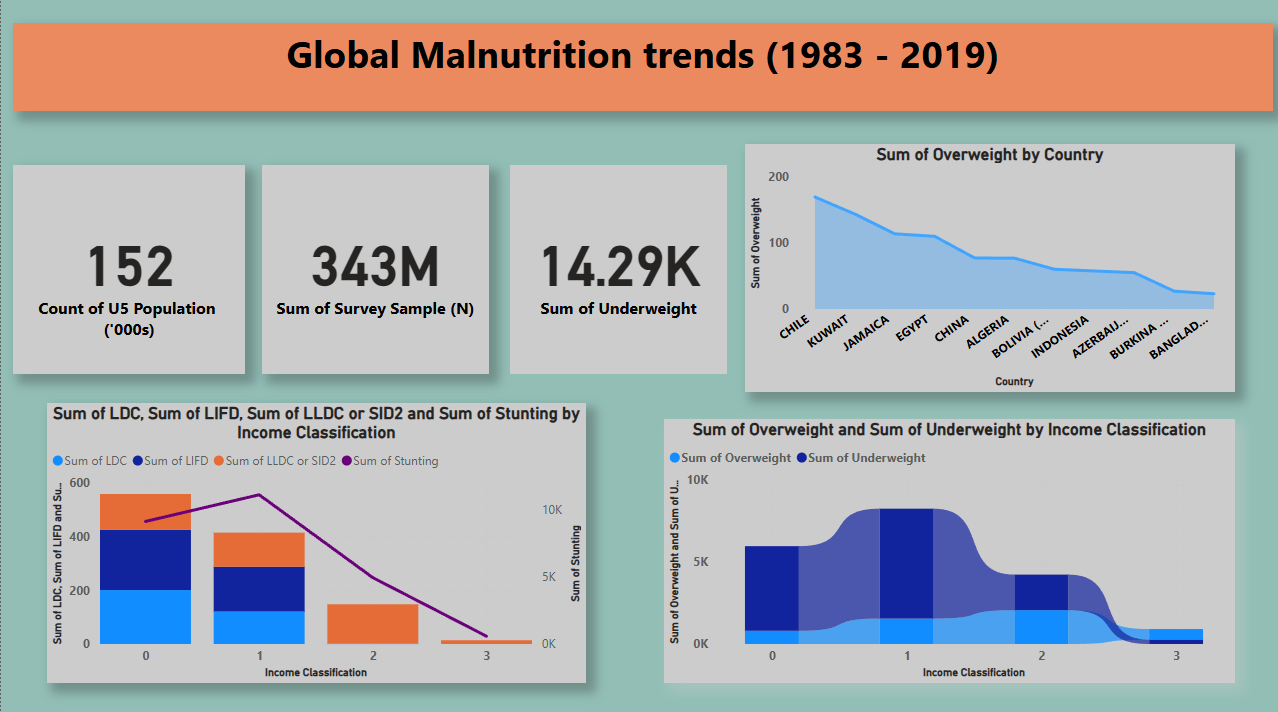 Global Malnutrition trends (1983 - 2019)
152
Count of U5 Population
('000s)
343M
Sum of Survey Sample (N)
14.29K
Sum of Underweight
Sum of Overweight by Country
Sum of Overweight
200
100
0
CHILE
KUWAIT
JAMAICA
EGYPT
CHINA
ALGERIA
BOLIVIA (...
INDONESIA
AZERBAIJ...
BURKINA ...
BANGLAD...
Country
Sum of LDC, Sum of LIFD, Sum of LLDC or SID2 and Sum of Stunting by
Income Classification
Sum of LDC Sum of LIFD Sum of LLDC or SID2 Sum of Stunting
Sum of LDC, Sum of LIFD and Su...
600
400
200
0
10K
5K
0K
Sum of Stunting
0 1 2 3
Income Classification
Sum of Overweight and Sum of Underweight by Income Classification
Sum of Overweight Sum of Underweight
Sum of Overweight and Sum of U...
10K
5K
0K
0 1 2 3
Income Classification